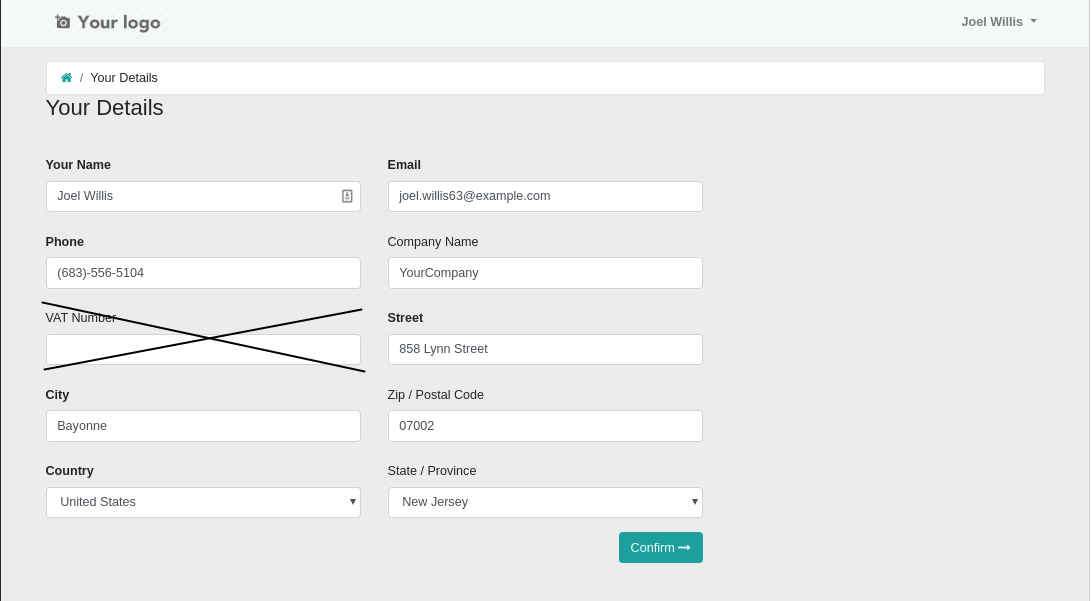 Your logo
Joel Willis
/ Your Details
Your Details
Your Name
Email
Joel Willis
joel.willis63@example.com
Phone
Company Name
(683)-556-5104
YourCompany
VAT Number
Street
858 Lynn Street
City
Zip / Postal Code
Bayonne
07002
Country
State / Province
United States
New Jersey
Confirm